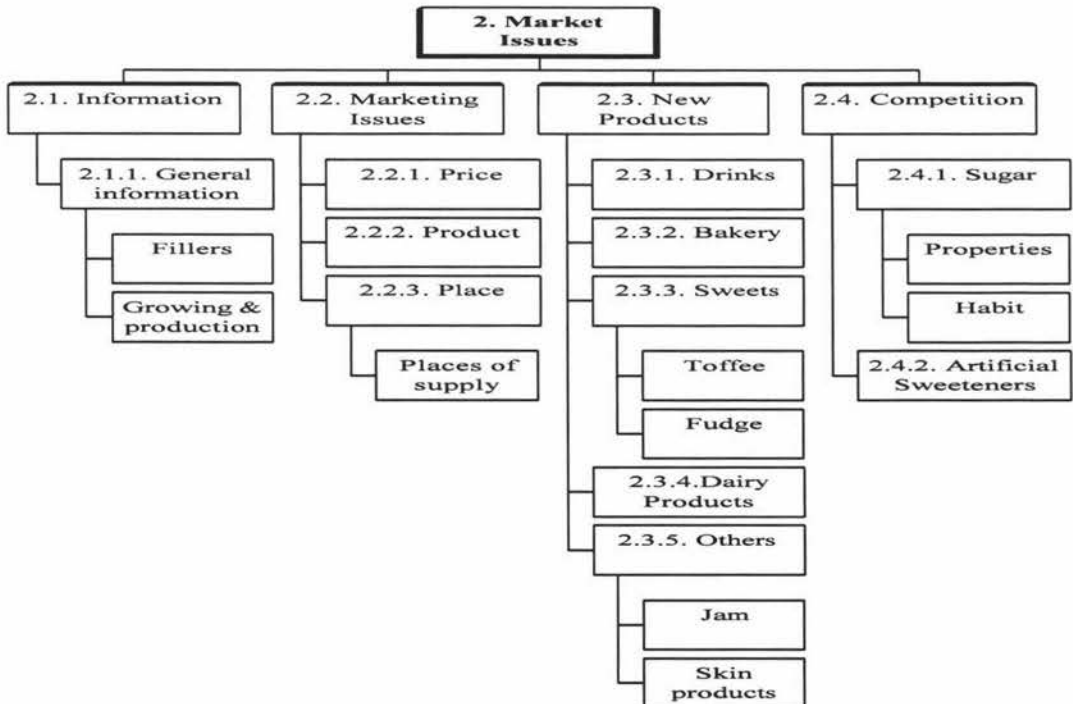 2. Market
Issues
2.1. Information
2.2. Marketing
Issues
2.3. New
Products
2.4. Competition
2.1.1. General
information
Fillers
Growing &
production
2.2.1. Price
2.2.2. Product
2.2.3. Place
Places of
supply
2.3.1. Drinks
2.3.2. Bakery
2.3.3. Sweets
Toffee
Fudge
2.3.4.Dairy
Products
2.3.5. Others
Jam
Skin
products
2.4.1. Sugar
Properties
Habit
2.4.2. Artificial
Sweeteners